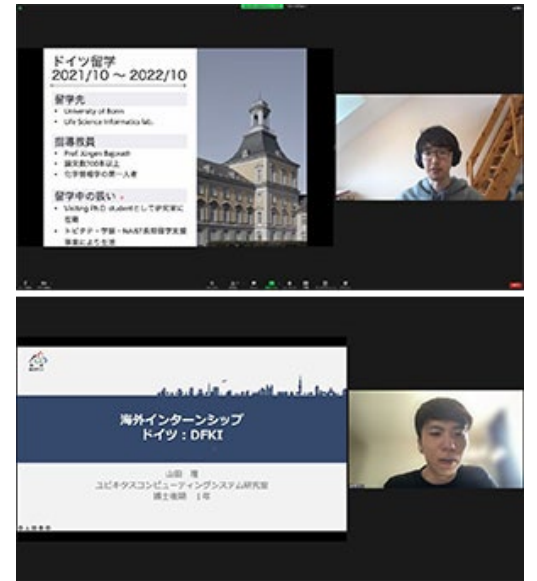 ドイツ留学
2021/10 ～ 2022/10
留学先
• University of Bonn
• Life Science Informatics lab.
指導教員
• Prof. Jürgen Bajorath
• 論文数700本以上
• 化学情報学の第一人者
留学中の扱い
• Visiting Ph.D. studentとして研究室に
在籍
• トビタテ・学振・NAIST長期留学支援
事業により生活
海外インターンシップ
ドイツ：DFKI
山田 理
ユビキタスコンピューティングシステム研究室
博士後期 1年